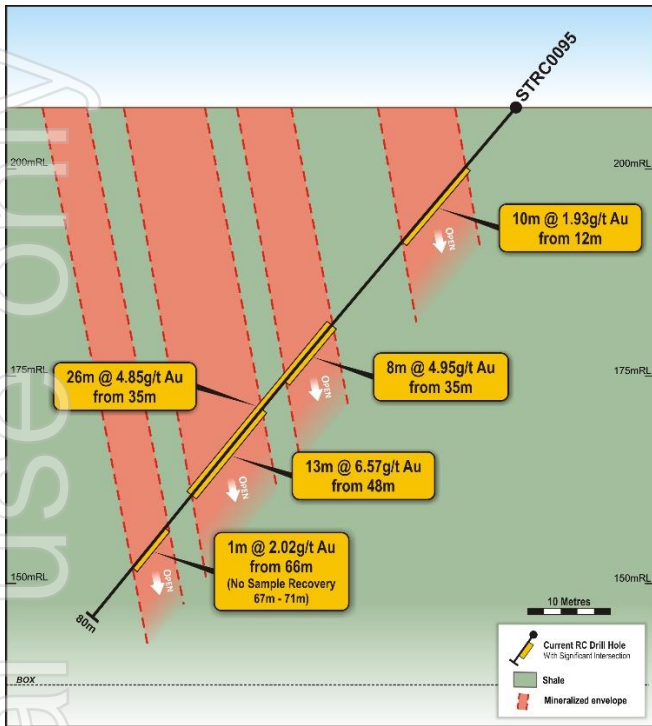 STRC0095
200mRL
200mRL
10m @ 1.93g/t Au
from 12m
OPEN
175mRL
175mRL
26m @ 4.85g/t Au
from 35m
8m @ 4.95g/t Au
from 35m
OPEN
13m @ 6.57g/t Au
from 48m
OPEN
1m @ 2.02g/t Au
from 66m
(No Sample Recovery
67m - 71m)
OPEN
150mRL
150mRL
80m
10 Metres
Current RC Drill Hole
With Significant Intersection
Shale
Mineralized envelope
BOX
al use only